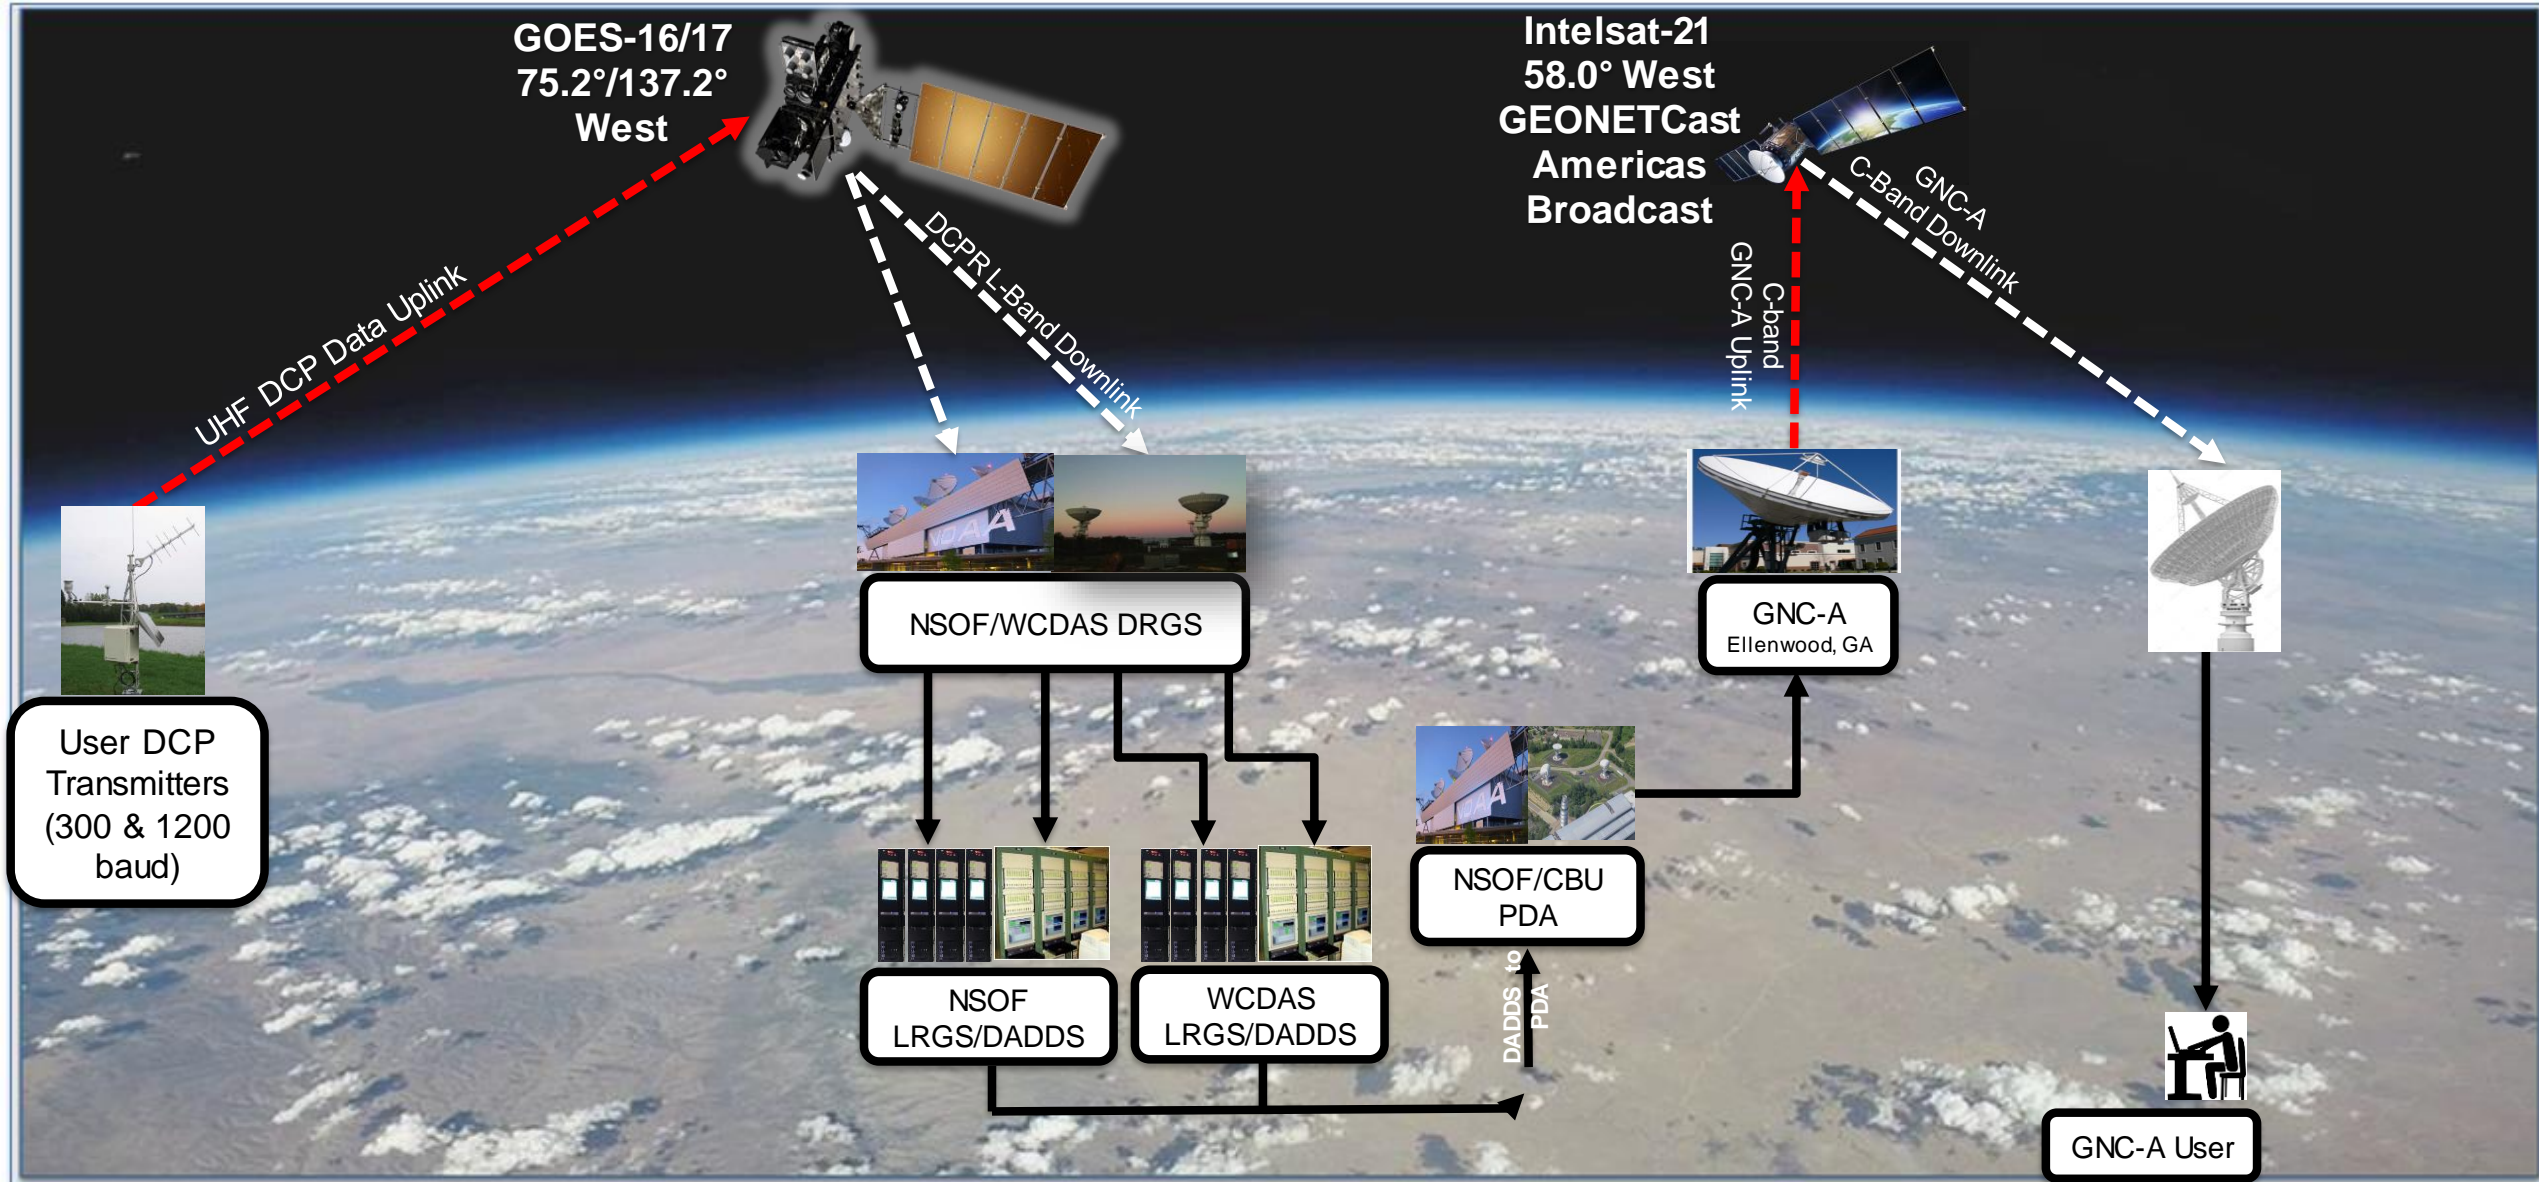 GOES-16/17
75.2°/137.2°
West
Intelsat-21
58.0° West
GEONETCast
Americas
Broadcast
UHF DCP Data Uplink
DCPR L-Band Downlink
C-band
GNC-A Uplink
GNC-A
C-Band Downlink
NOAA
NSOF/WCDAS DRGS
GNC-A
Ellenwood, GA
User DCP
Transmitters
(300 & 1200
baud)
NOAA
NSOF/CBU
PDA
DADDS to
PDA
NSOF
LRGS/DADDS
WCDAS
LRGS/DADDS
GNC-A User